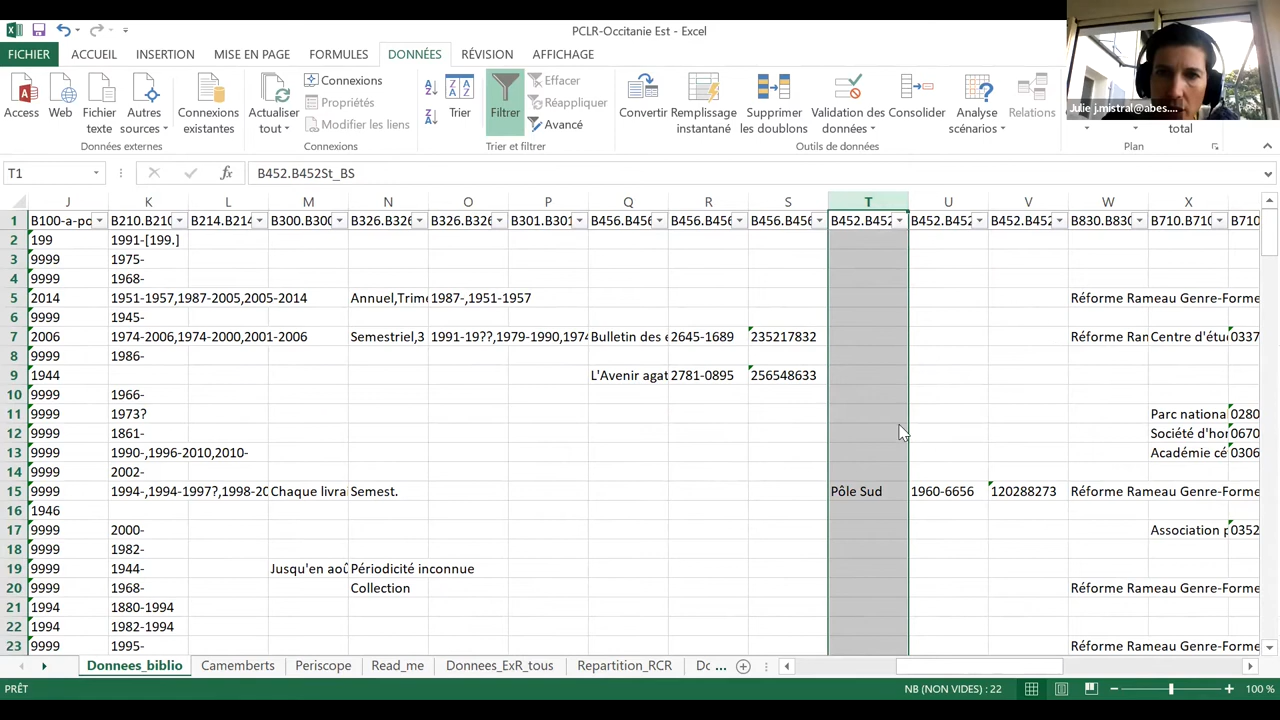 PCLR-Occitanie Est - Excel
FICHIER ACCUEIL INSERTION MISE EN PAGE FORMULES DONNÉES RÉVISION AFFICHAGE
Julie j.mistral@abes....
Access
Web
Fichier texte
Autres sources
Connexions existantes
Données externes
Actualiser tout
Connexions
Propriétés
Modifier les liens
Connexions
Trier
Filtrer
Effacer
Réappliquer
Avancé
Trier et filtrer
Convertir
Remplissage instantané
Supprimer les doublons
Validation des données
Consolider
Analyse scénarios
Relations
Outils de données
total
Plan
T1 fx B452.B452St_BS
J K L M N O P Q R S T U V W X
1 B100-a-po B210.B210 B214.B214 B300.B300 B326.B326 B326.B326 B301.B301 B456.B456 B456.B456 B456.B456 B452.B452 B452.B452 B452.B452 B830.B830 B710.B710 B710
2 199 1991-[199.]
3 9999 1975-
4 9999 1968-
5 2014 1951-1957,1987-2005,2005-2014 Annuel,Trime 1987-,1951-1957 Réforme Rameau Genre-Forme
6 9999 1945-
7 2006 1974-2006,1974-2000,2001-2006 Semestriel,3 1991-19??,1979-1990,1974 Bulletin des e 2645-1689 235217832 Réforme Ram Centre d'étu 0337
8 9999 1986-
9 1944 L'Avenir agat 2781-0895 256548633
10 9999 1966-
11 9999 1973? Parc national 0280
12 9999 1861- Société d'hor 0670
13 9999 1990-,1996-2010,2010- Académie cé 0306
14 9999 2002-
15 9999 1994-,1994-1997?,1998-20 Chaque livrai Semest. Pôle Sud 1960-6656 120288273 Réforme Rameau Genre-Forme
16 1946
17 9999 2000- Association p 0352
18 9999 1982-
19 9999 1944- Jusqu'en aoû Périodicité inconnue
20 9999 1968- Collection Réforme Rameau Genre-Forme
21 1994 1880-1994
22 1994 1982-1994
23 9999 1995- Réforme Rameau Genre-Forme
Donnees_biblio Camemberts Periscope Read_me Donnees_ExR_tous Repartition_RCR Dc ...
PRÊT NB (NON VIDES) : 22 100 %